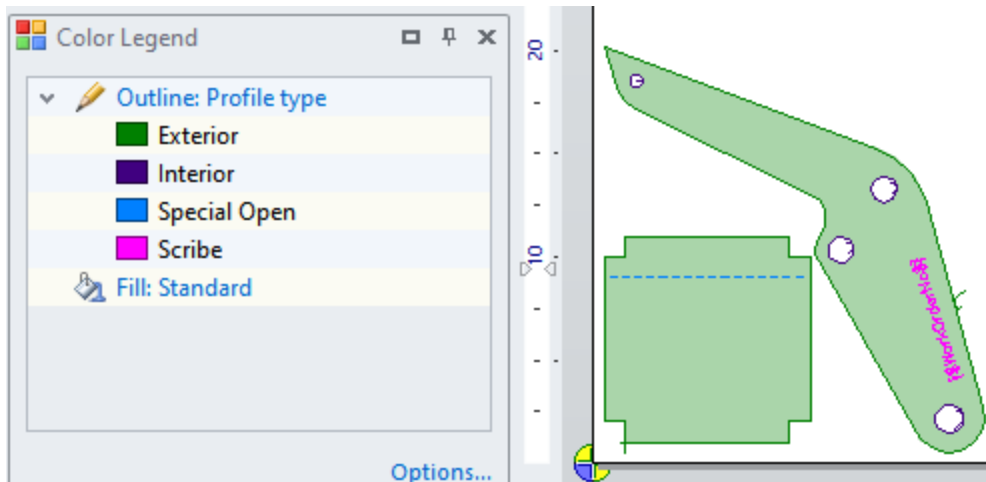 Color Legend
Outline: Profile type
Exterior
Interior
Special Open
Scribe
Fill: Standard
Options...
20
10